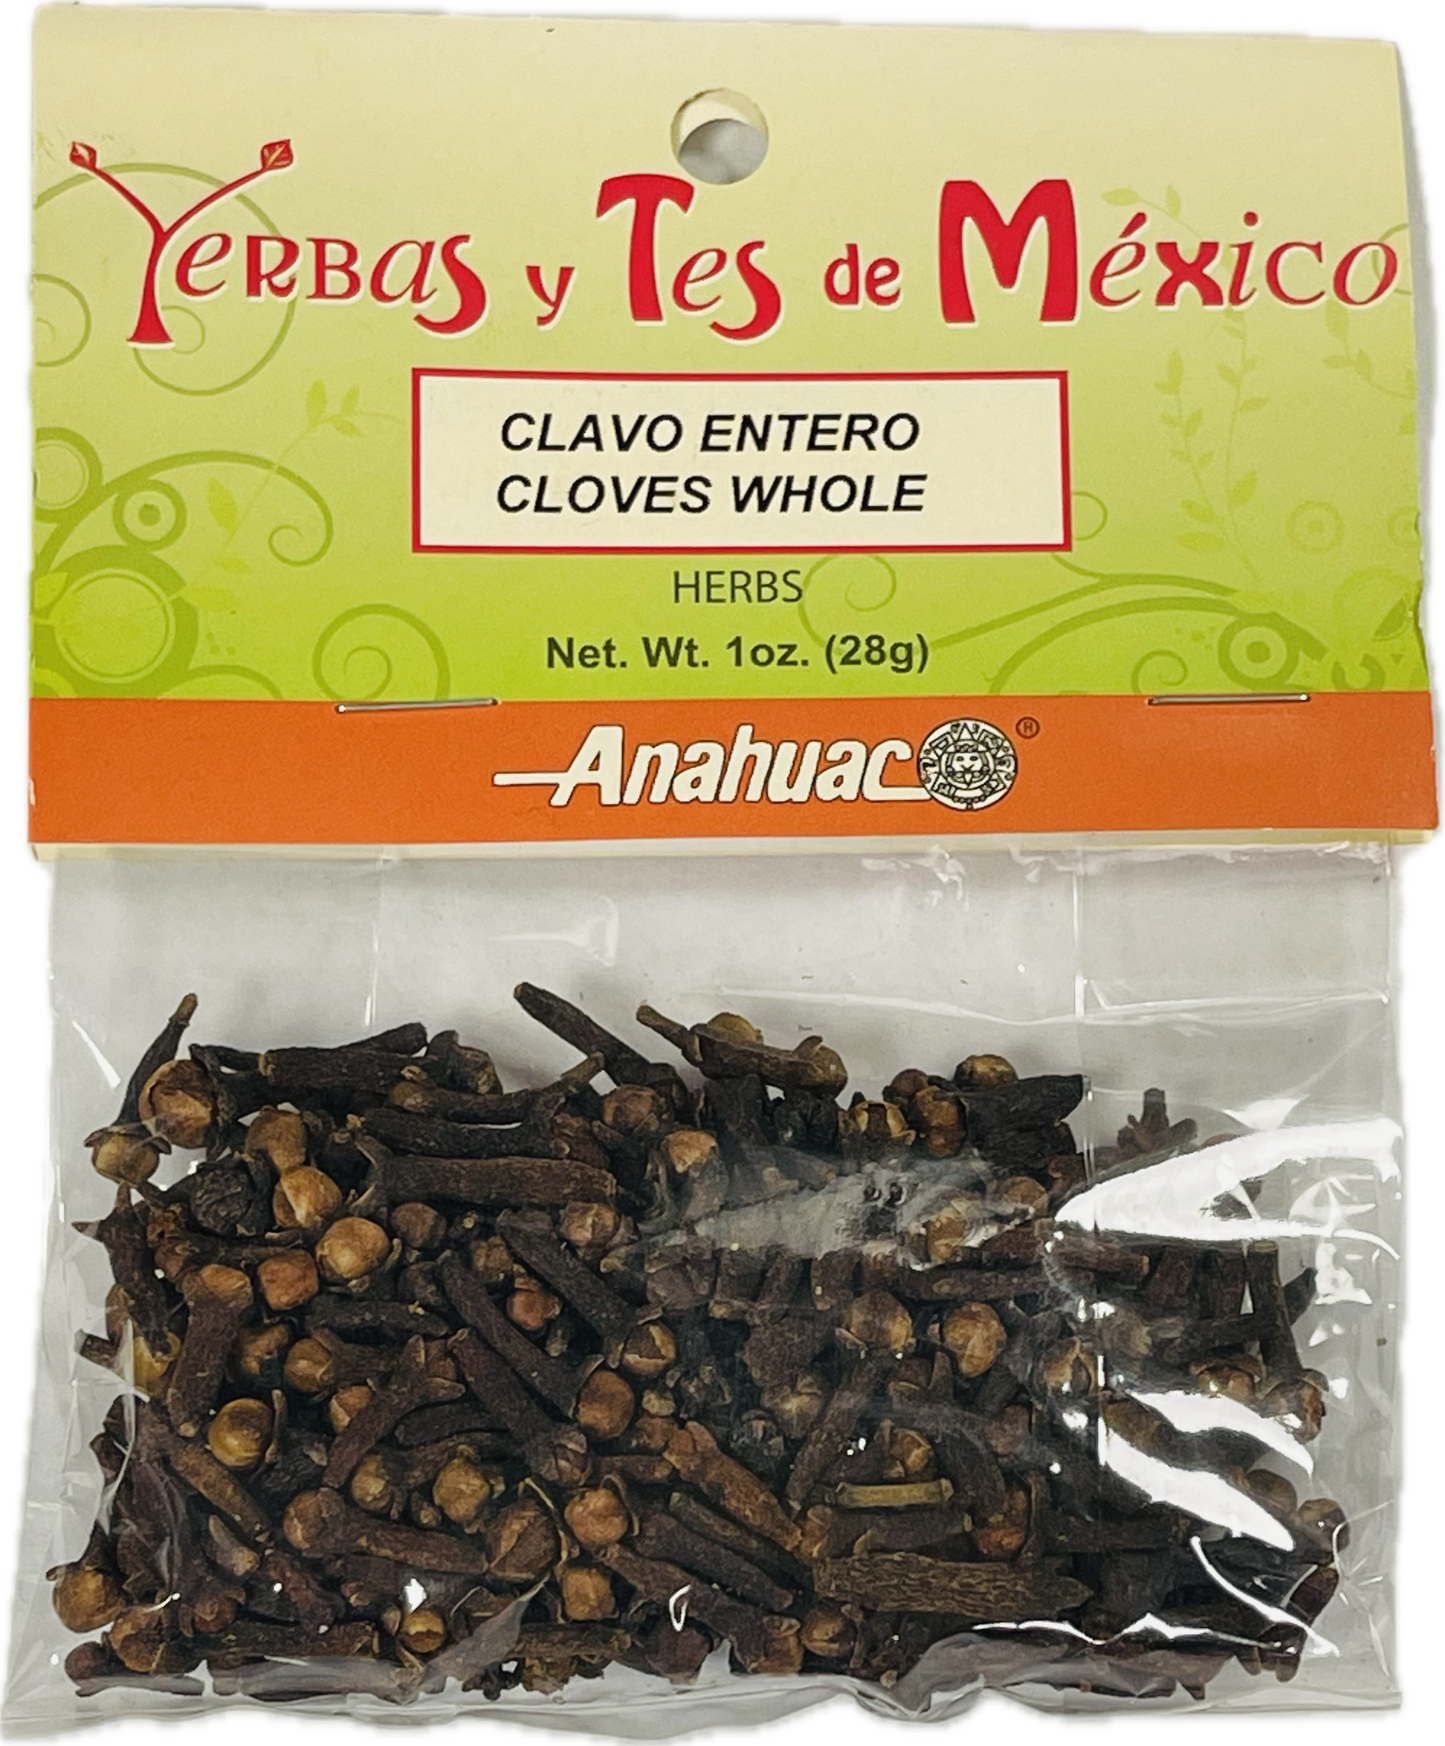 YerBas y Tes de México
CLAVO ENTERO
CLOVES WHOLE
HERBS
Net. Wt. 1oz. (28g)
Anahuac ®